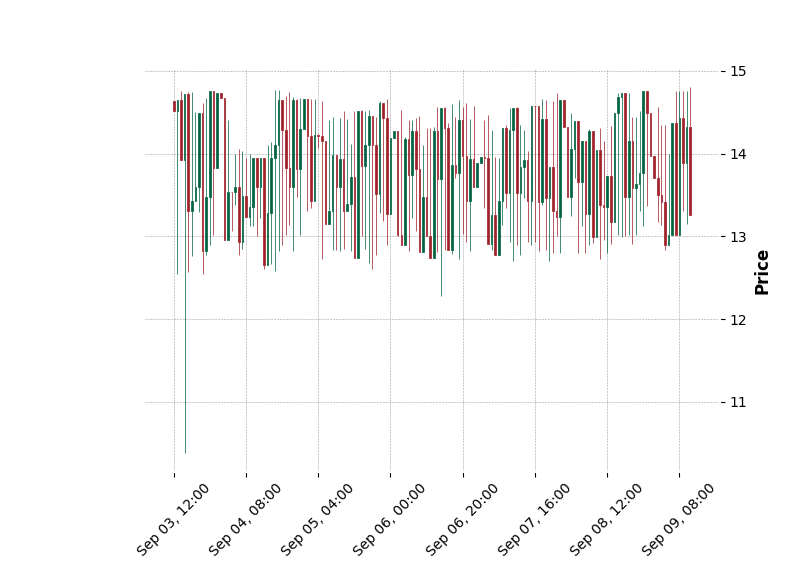 15
14
13
12
11
Price
Sep 03, 12:00
Sep 04, 08:00
Sep 05, 04:00
Sep 06, 00:00
Sep 06, 20:00
Sep 07, 16:00
Sep 08, 12:00
Sep 09, 08:00